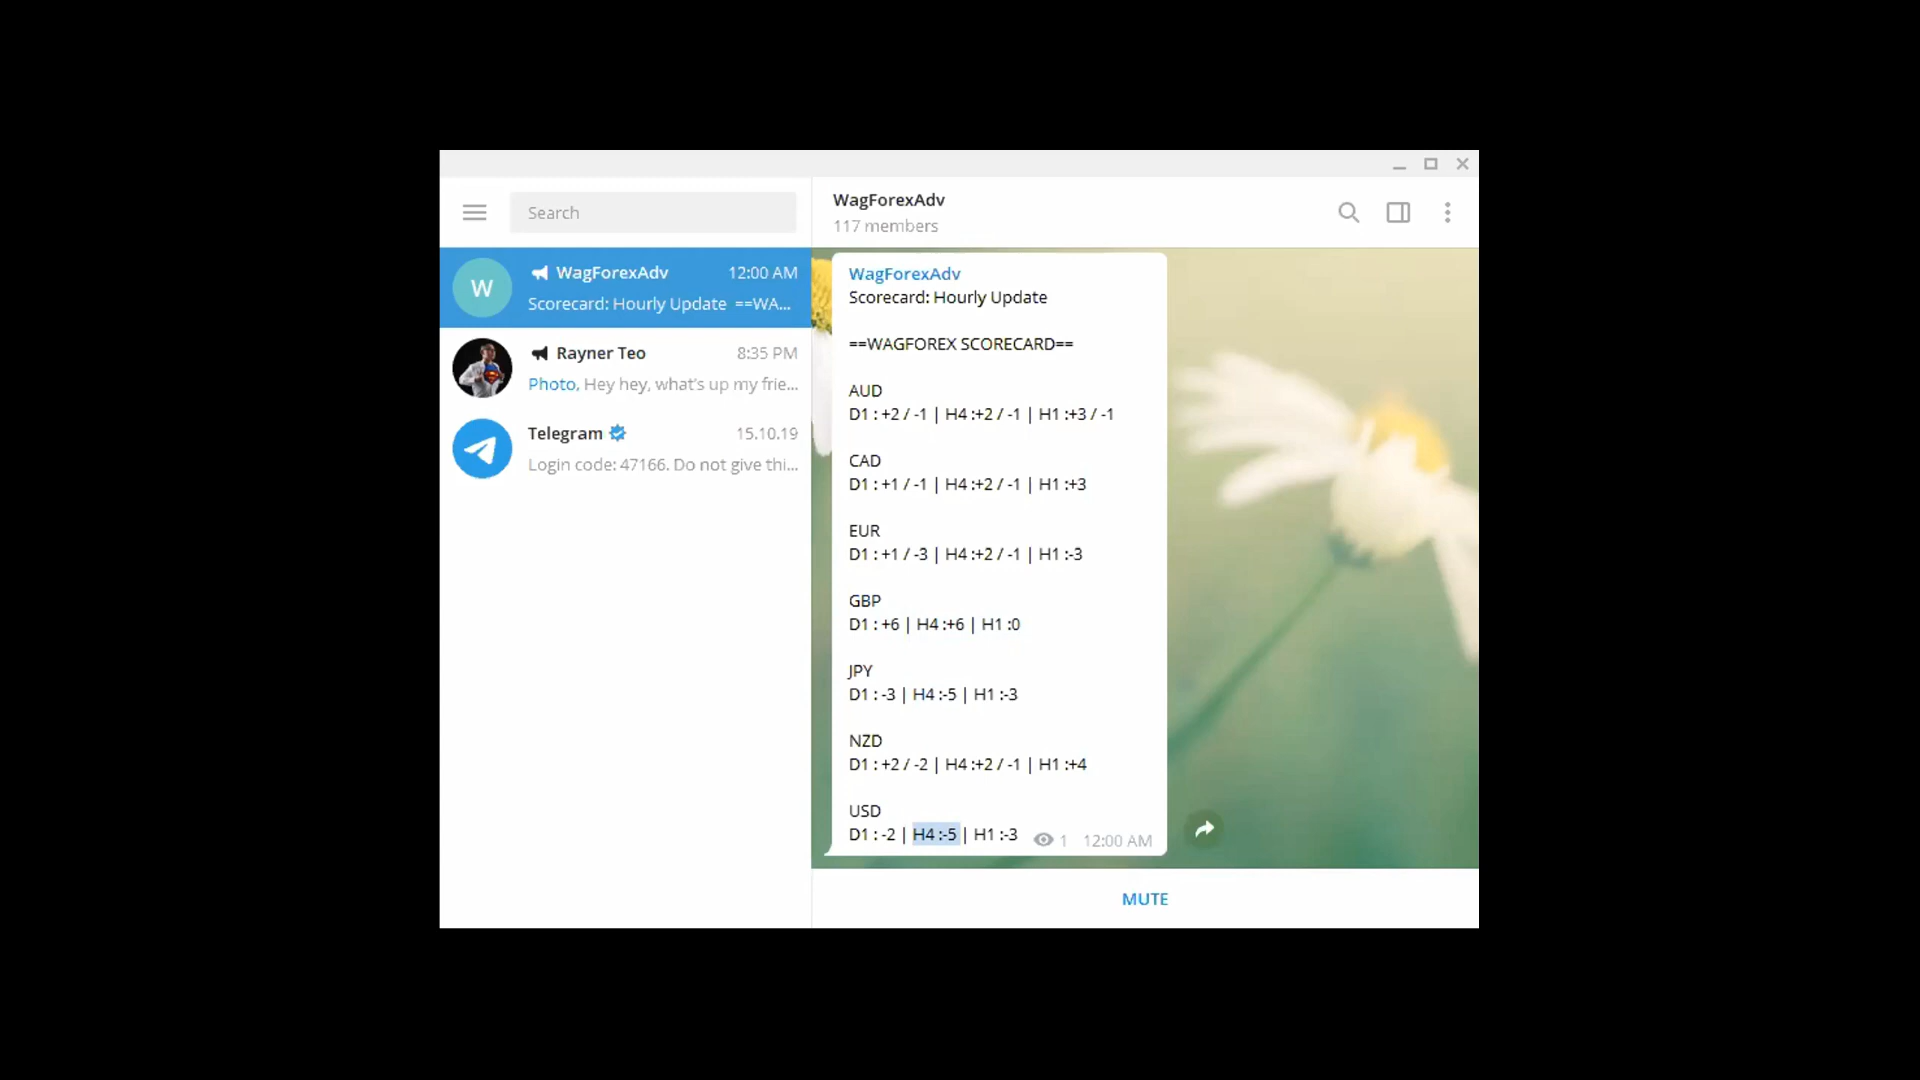 Search
WagForexAdv
117 members
WagForexAdv 12:00 AM
Scorecard: Hourly Update ==WA...
Rayner Teo 8:35 PM
Photo, Hey hey, what's up my frie...
Telegram 15.10.19
Login code: 47166. Do not give thi...
W
WagForexAdv
Scorecard: Hourly Update
==WAGFOREX SCORECARD==
AUD
D1 : +2 / -1 | H4 :+2 / -1 | H1 :+3 / -1
CAD
D1 : +1 / -1 | H4 :+2 / -1 | H1 :+3
EUR
D1 : +1 / -3 | H4 :+2 / -1 | H1 :-3
GBP
D1 : +6 | H4 :+6 | H1 :0
JPY
D1 : -3 | H4 :-5 | H1 :-3
NZD
D1 : +2 / -2 | H4 :+2 / -1 | H1 :+4
USD
D1 : -2 | H4 :-5 | H1 :-3
1 12:00 AM
MUTE